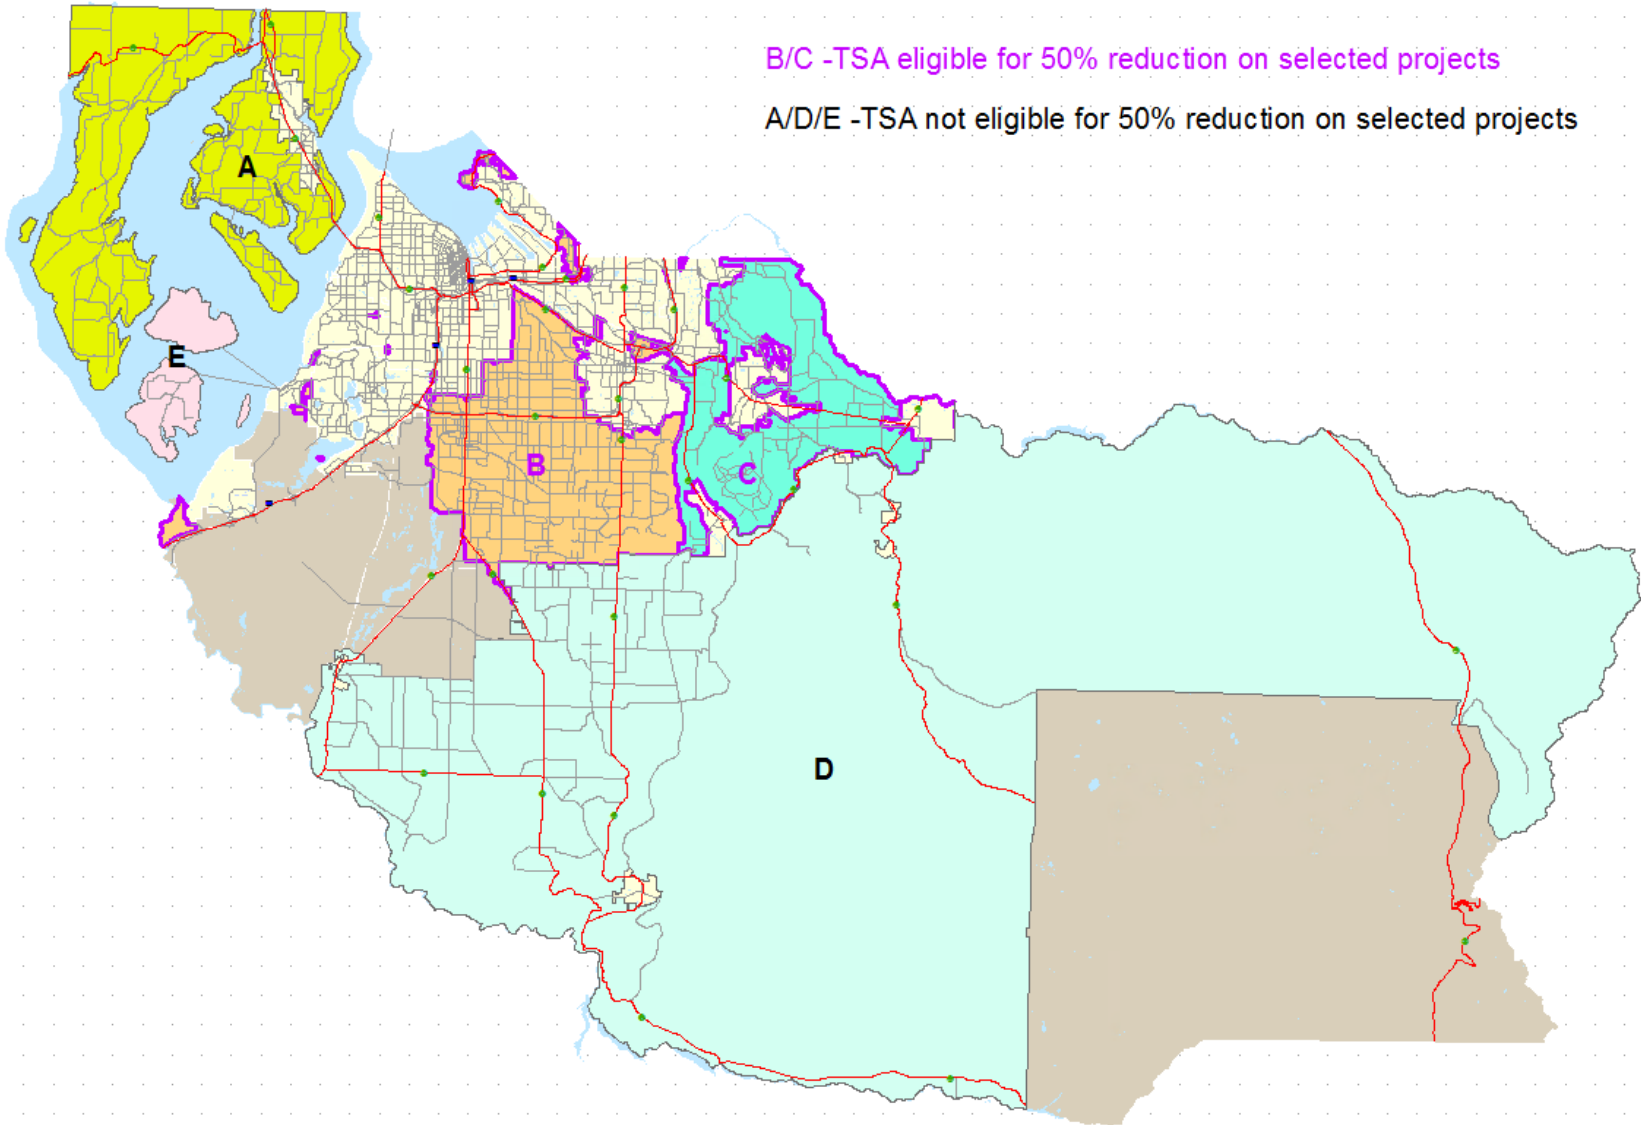 B/C -TSA eligible for 50% reduction on selected projects
A/D/E -TSA not eligible for 50% reduction on selected projects
A
E
B
C
D